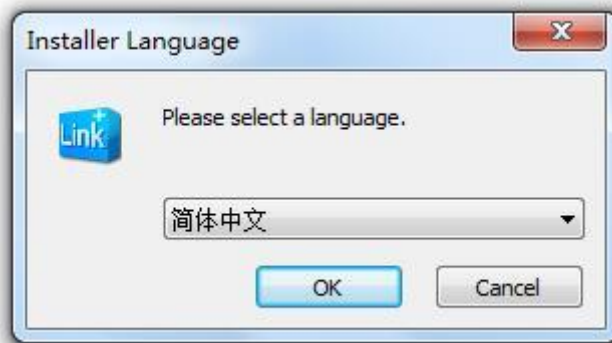 Installer Language
Link+
Please select a language.
简体中文
OK
Cancel